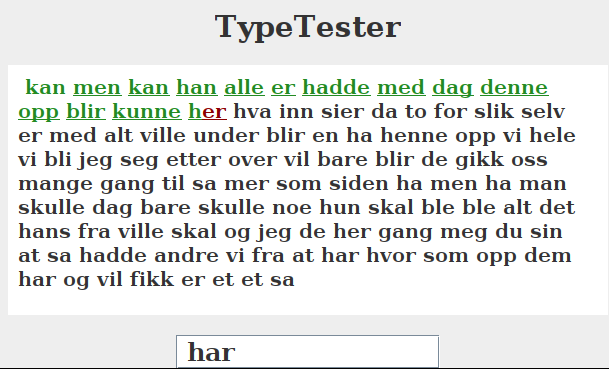 TypeTester
kan men kan han alle er hadde med dag denne
opp blir kunne her hva inn sier da to for slik selv
er med alt ville under blir en ha henne opp vi hele
vi bli jeg seg etter over vil bare blir de gikk oss
mange gang til sa mer som siden ha men ha man
skulle dag bare skulle noe hun skal ble ble alt det
hans fra ville skal og jeg de her gang meg du sin
at sa hadde andre vi fra at har hvor som opp dem
har og vil fikk er et et sa
har